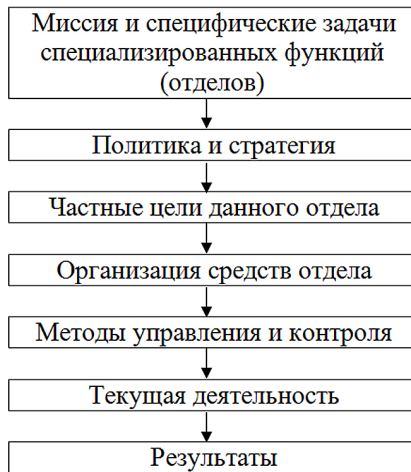 Миссия и специфические задачи
специализированных функций
(отделов)
Политика и стратегия
Частные цели данного отдела
Организация средств отдела
Методы управления и контроля
Текущая деятельность
Результаты